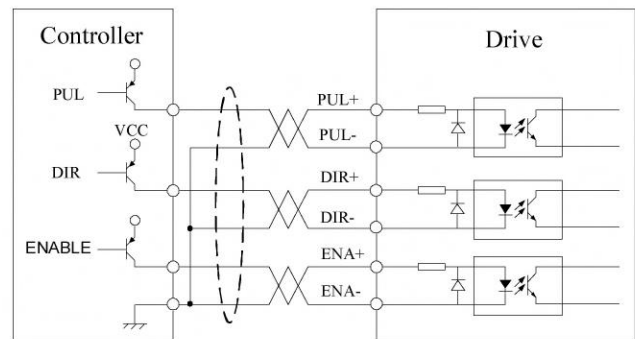 Controller
Drive
PUL
PUL+
PUL-
VCC
DIR
DIR+
DIR-
ENABLE
ENA+
ENA-